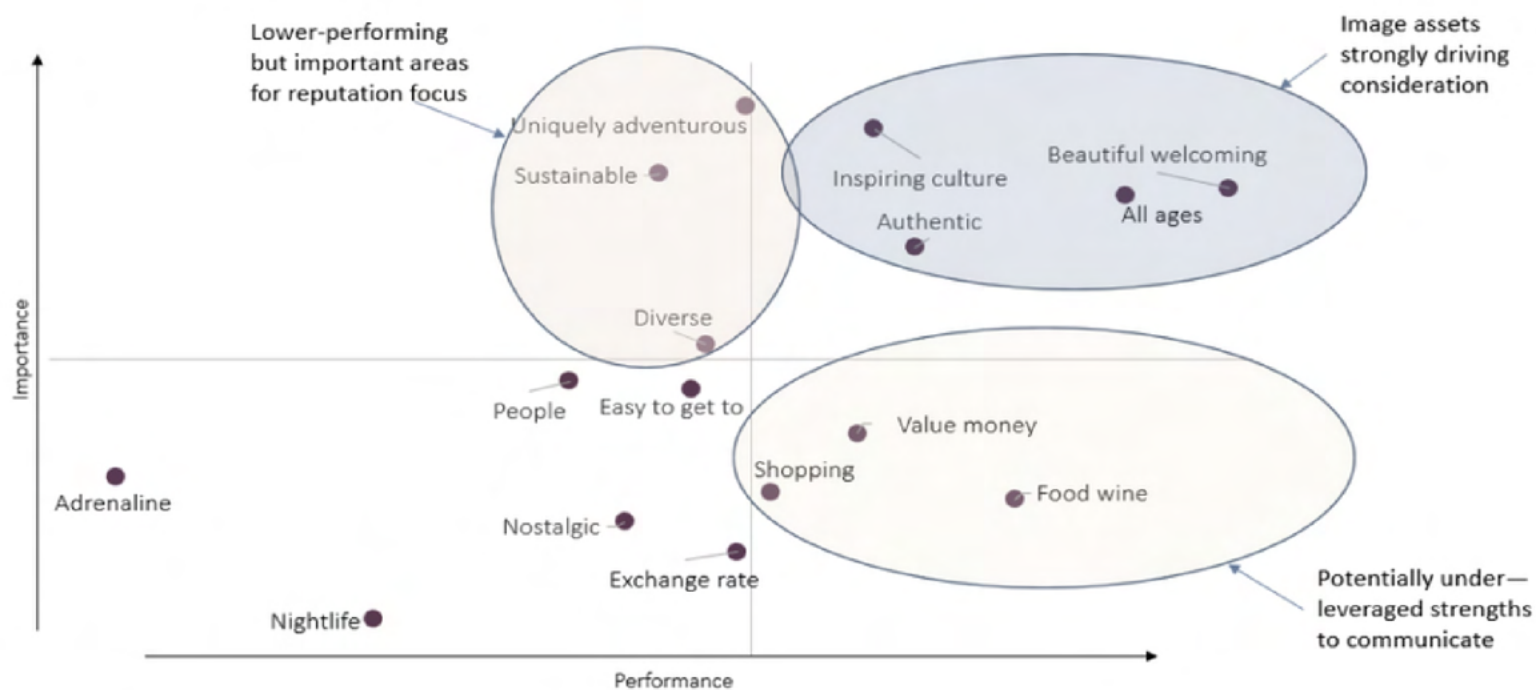 Lower-performing
but important areas
for reputation focus
Image assets
strongly driving
consideration
Uniquely adventurous
Sustainable
Inspiring culture
Beautiful welcoming
All ages
Authentic
Diverse
Importance
People
Easy to get to
Value money
Shopping
Food wine
Adrenaline
Nostalgic
Exchange rate
Nightlife
Potentially under—
leveraged strengths
to communicate
Performance